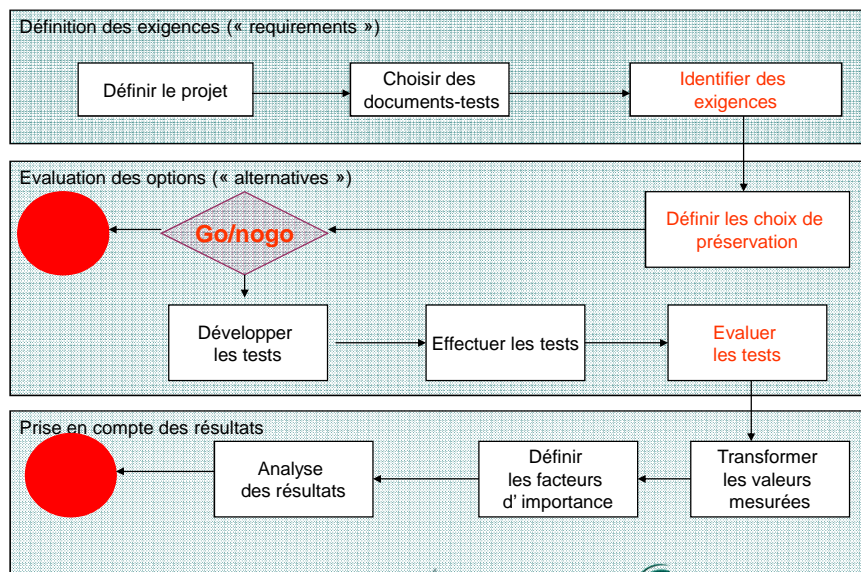 Définition des exigences (« requirements »)
Définir le projet
Choisir des
documents-tests
Identifier des
exigences
Evaluation des options (« alternatives »)
Go/nogo
Définir les choix de
préservation
Développer
les tests
Effectuer les tests
Evaluer
les tests
Prise en compte des résultats
Analyse
des résultats
Définir
les facteurs
d' importance
Transformer
les valeurs
mesurées